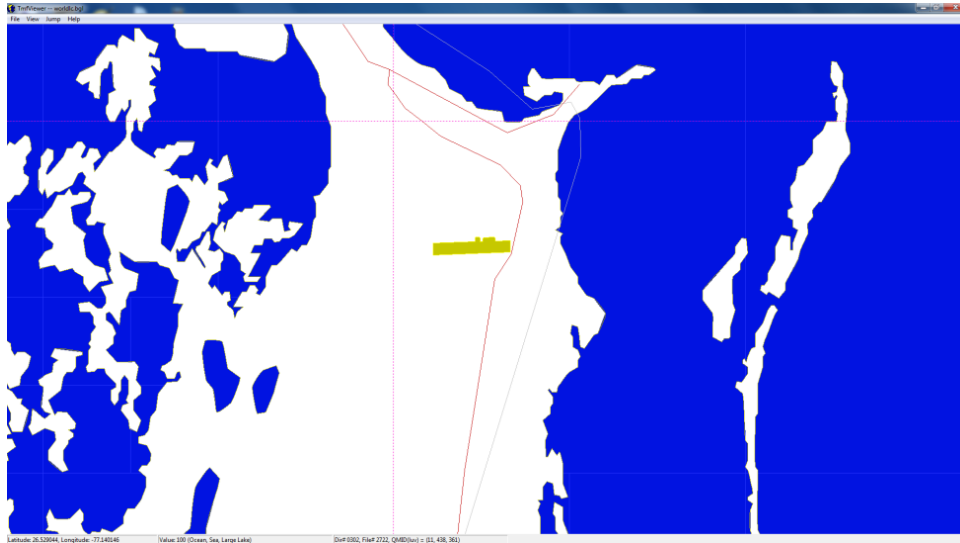 TmfViewer -- worldlc.bgl
File View Jump Help
Latitude: 26.529044, Longitude: -77.140146 Value: 100 (Ocean, Sea, Large Lake) Dir# 0302, File# 2722, QMID(luv) = (11, 438, 361)